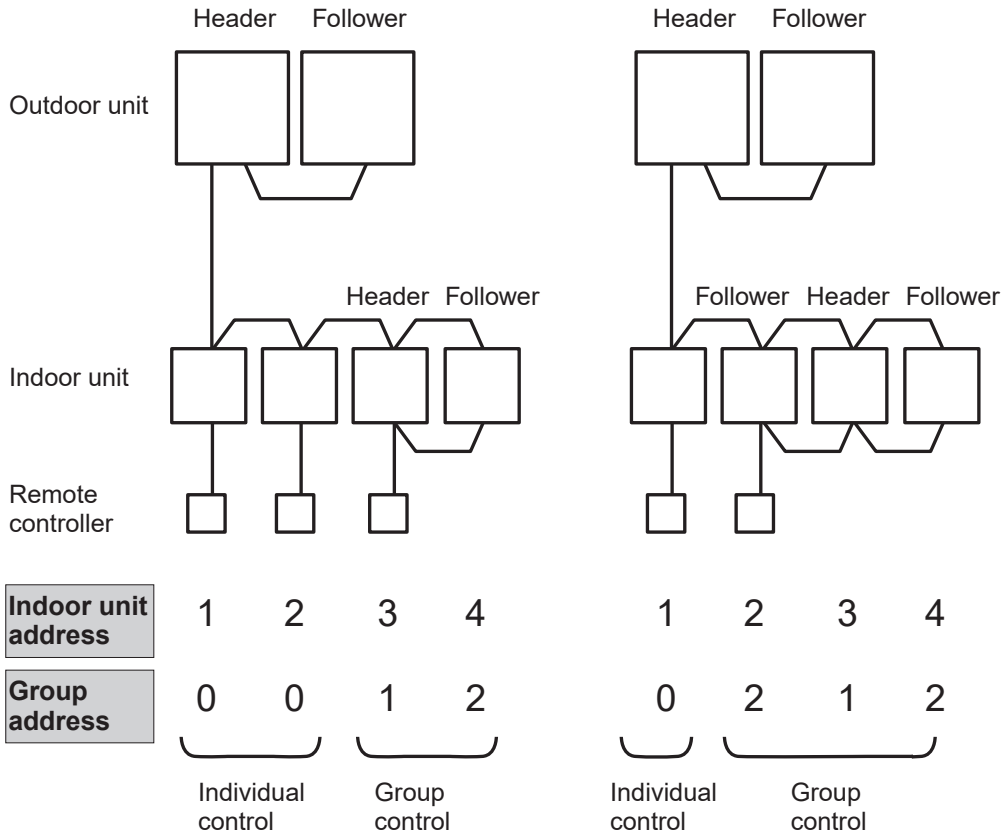 Header Follower Header Follower
Outdoor unit
Header Follower Follower Header Follower
Indoor unit
Remote
controller
Indoor unit
address
1 2 3 4 1 2 3 4
Group
address
0 0 1 2 0 2 1 2
Individual
control
Group
control
Individual
control
Group
control